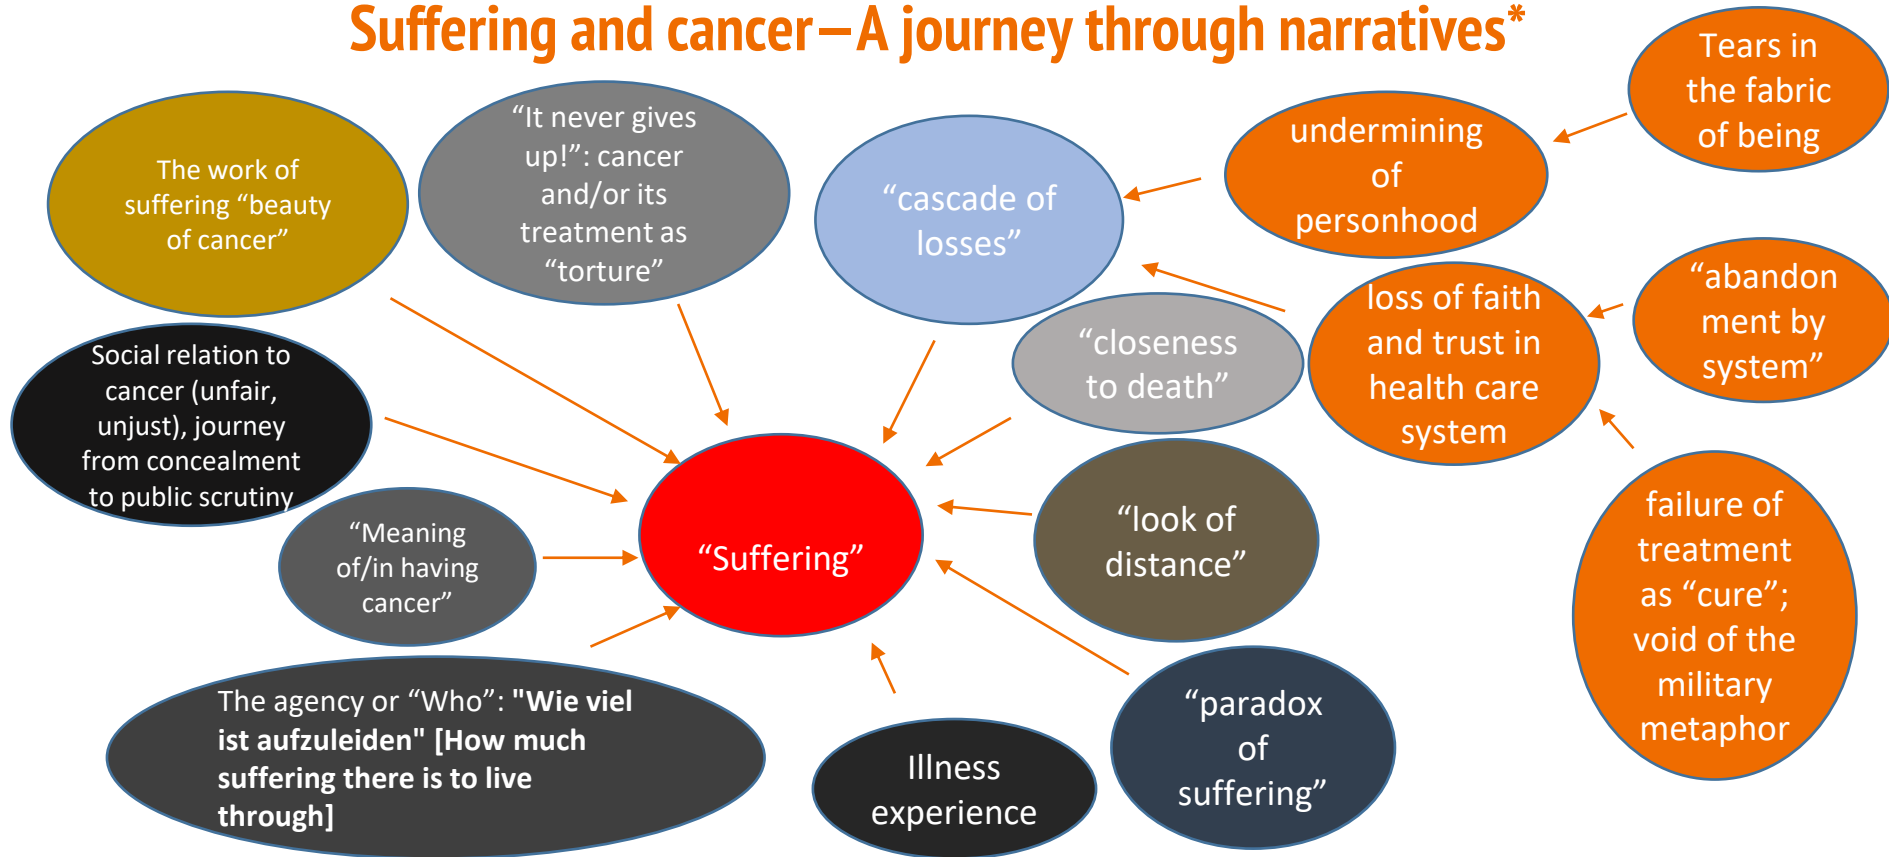 Suffering and cancer–A journey through narratives*
The work of
suffering “beauty
of cancer”
“It never gives
up!”: cancer
and/or its
treatment as
“torture”
“cascade of
losses”
undermining
of
personhood
Tears in
the fabric
of being
Social relation to
cancer (unfair,
unjust), journey
from concealment
to public scrutiny
“closeness
to death”
loss of faith
and trust in
health care
system
“abandon
ment by
system”
“Meaning
of/in having
cancer”
“Suffering”
“look of
distance”
failure of
treatment
as “cure”;
void of the
military
metaphor
The agency or “Who”: "Wie viel
ist aufzuleiden" [How much
suffering there is to live
through]
Illness
experience
“paradox
of
suffering”